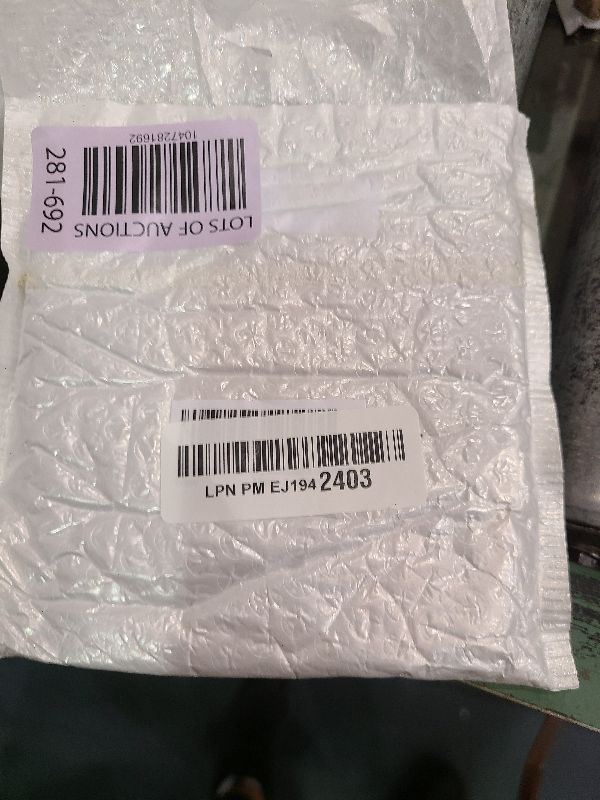 LOTS OF AUCTIONS
281-692
1047281692
LPN PM EJ194 2403